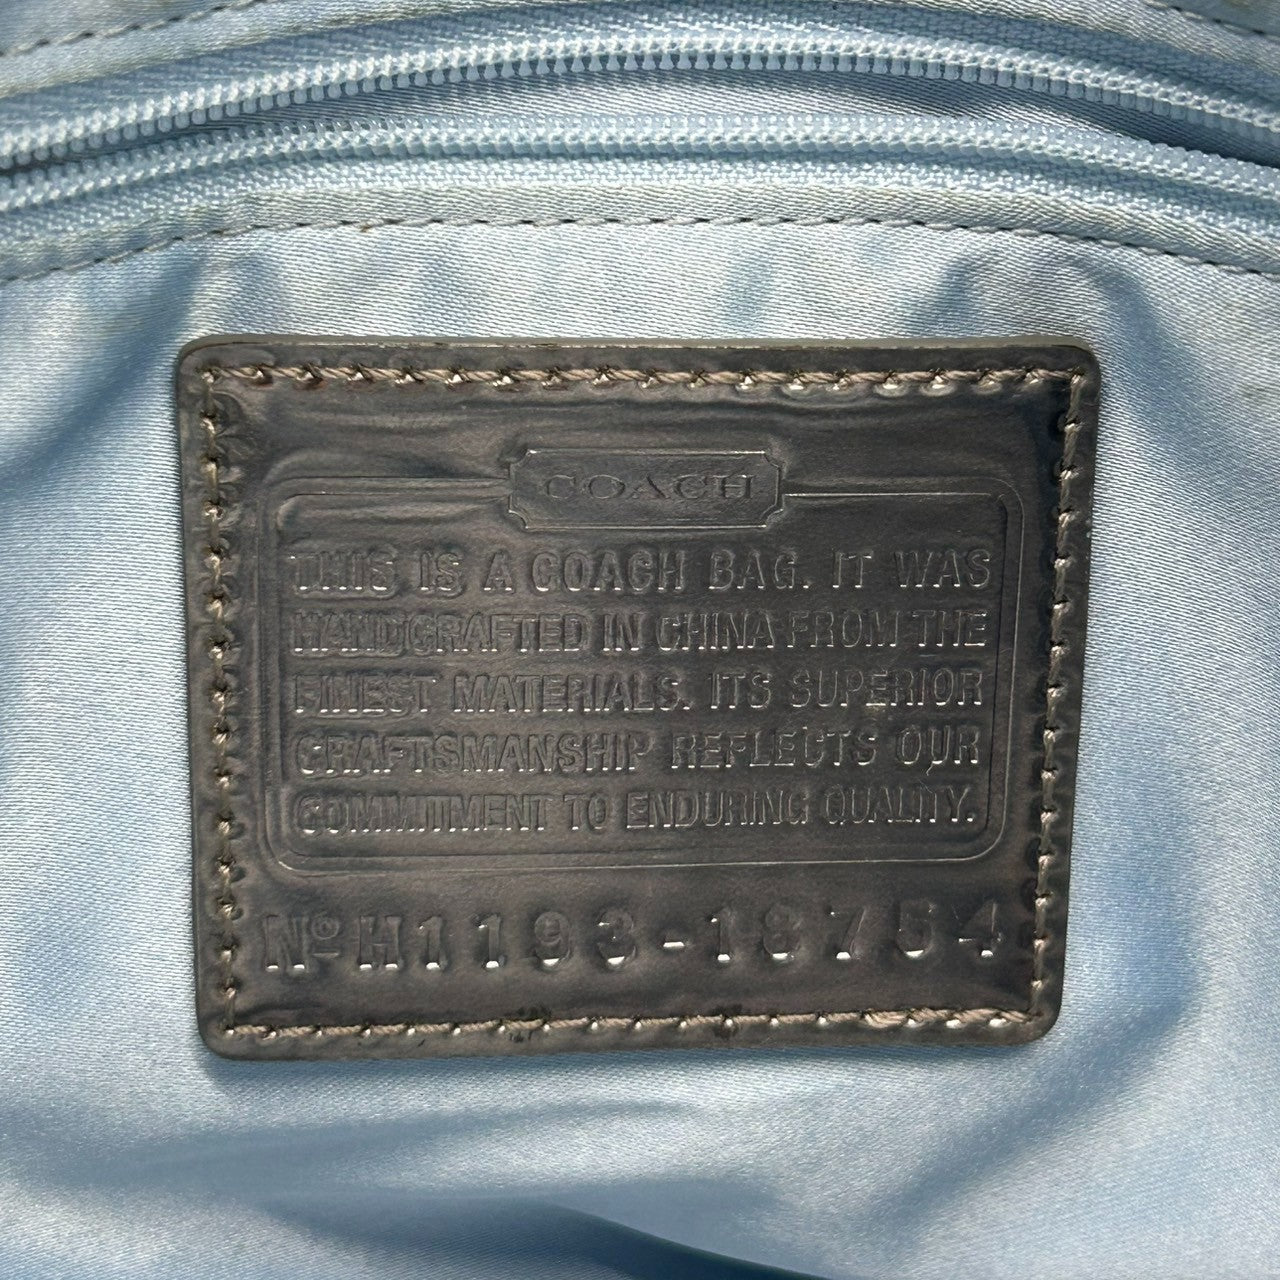 COACH
THIS IS A COACH BAG. IT WAS
HANDCRAFTED IN CHINA FROM THE
FINEST MATERIALS. ITS SUPERIOR
CRAFTSMANSHIP REFLECTS OUR
COMMITMENT TO ENDURING QUALITY.
Nº H1193-18754